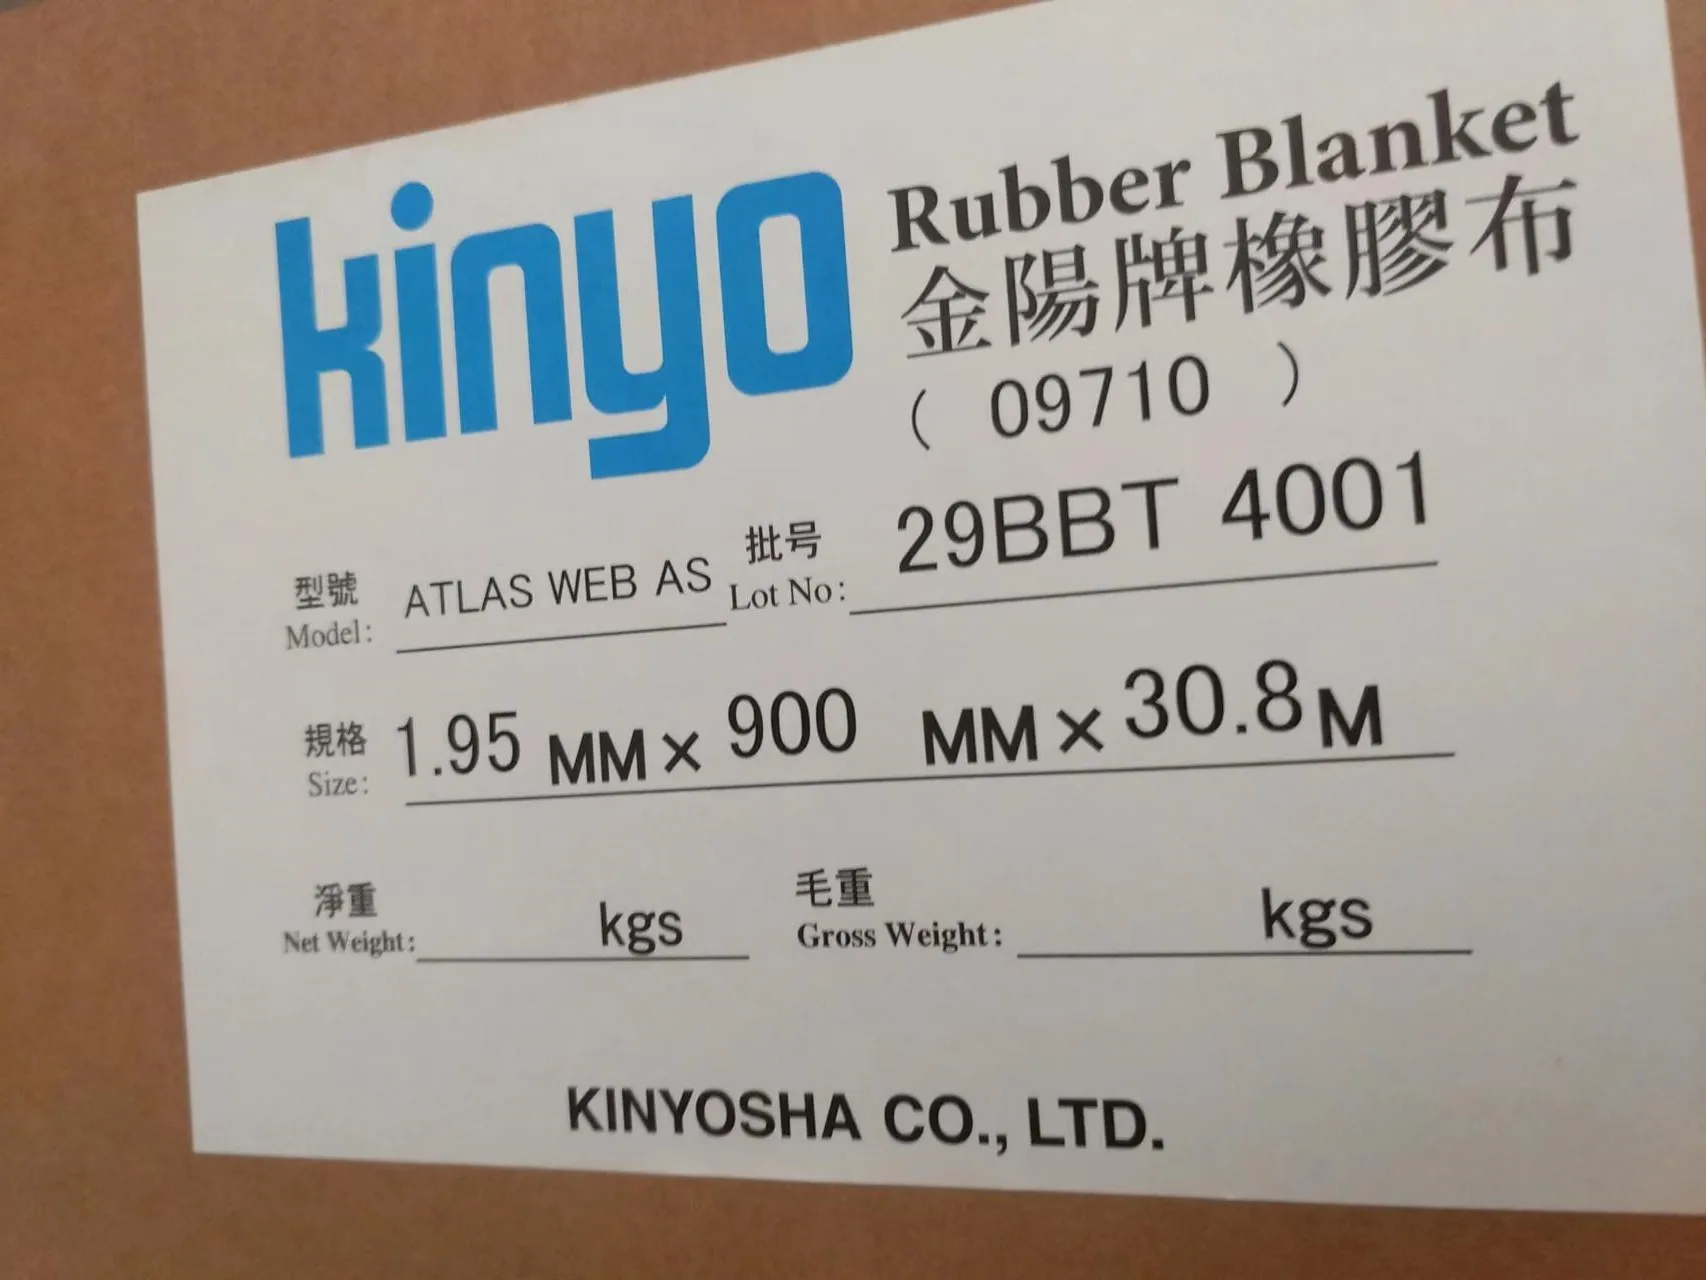 kinyo
Rubber Blanket
金陽牌橡膠布
( 09710 )
型號 Model: ATLAS WEB AS 批号 Lot No: 29BBT 4001
規格 Size: 1.95 MM × 900 MM × 30.8 M
淨重 Net Weight: kgs 毛重 Gross Weight: kgs
KINYOSHA CO., LTD.